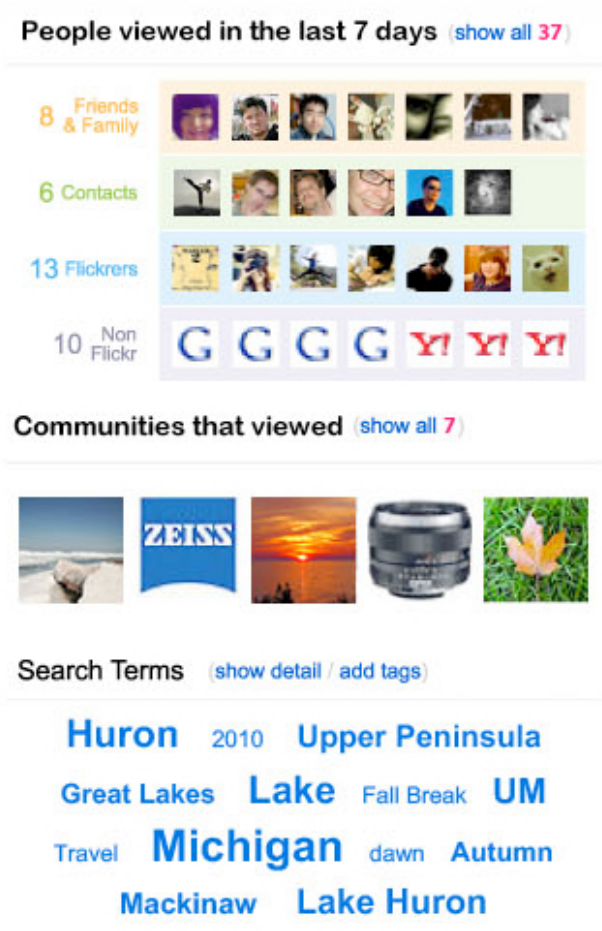 People viewed in the last 7 days (show all 37)
8 Friends & Family
6 Contacts
13 Flickrers
10 Non Flickr
G G G G Y! Y! Y!
Communities that viewed (show all 7)
ZEISS
Search Terms (show detail / add tags)
Huron 2010 Upper Peninsula
Great Lakes Lake Fall Break UM
Travel Michigan dawn Autumn
Mackinaw Lake Huron